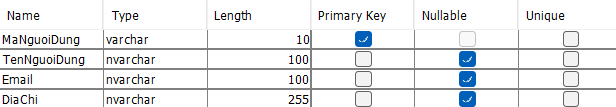 Name Type Length Primary Key Nullable Unique
MaNguoiDung varchar 10
TenNguoiDung nvarchar 100
Email nvarchar 100
DiaChi nvarchar 255